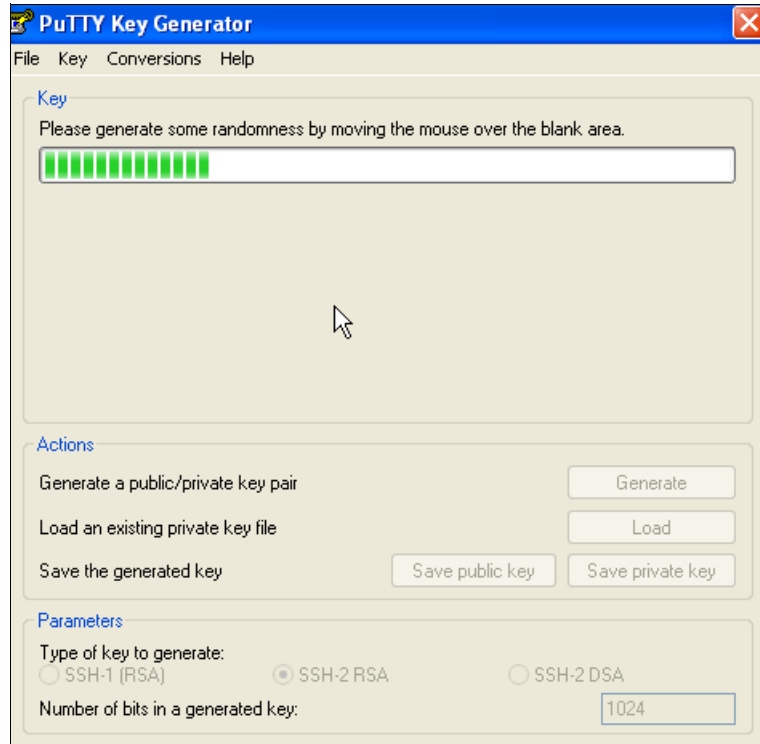 PuTTY Key Generator
File Key Conversions Help
Key
Please generate some randomness by moving the mouse over the blank area.
Actions
Generate a public/private key pair
Generate
Load an existing private key file
Load
Save the generated key
Save public key
Save private key
Parameters
Type of key to generate:
SSH-1 (RSA)
SSH-2 RSA
SSH-2 DSA
Number of bits in a generated key:
1024